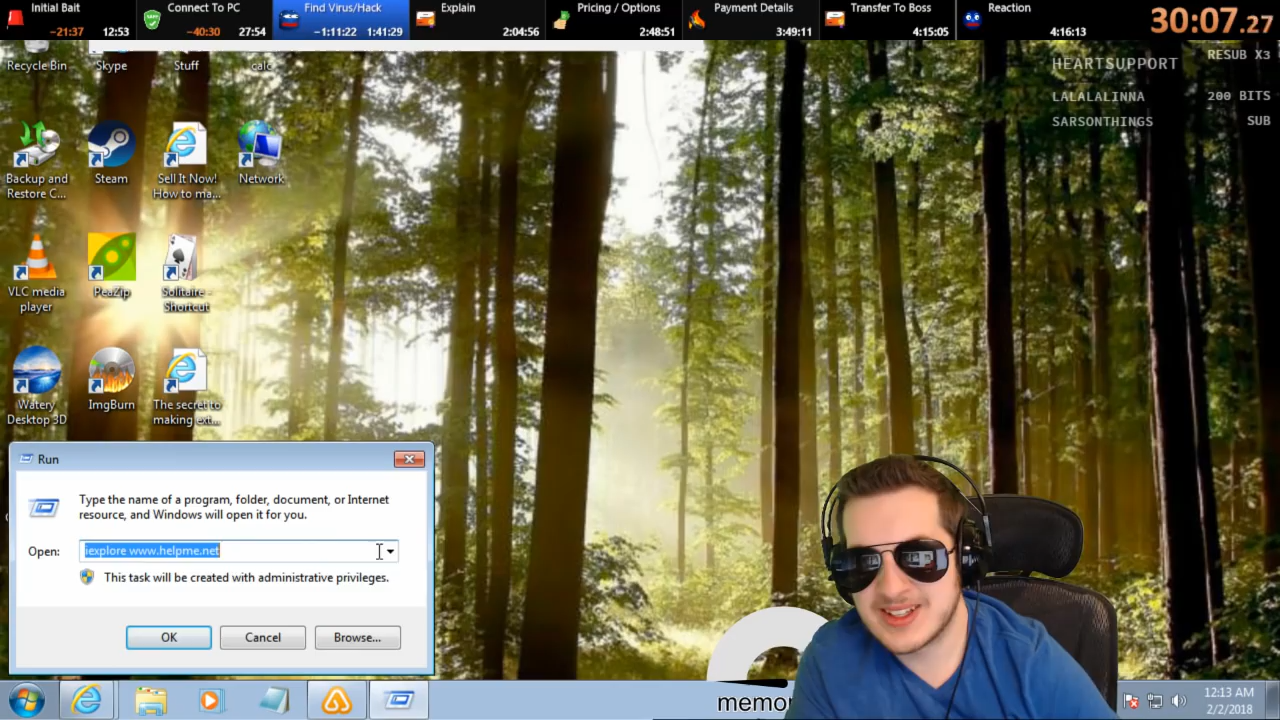 Initial Bait
-21:37 12:53
Connect To PC
-40:30 27:54
Find Virus/Hack
-1:11:22 1:41:29
Explain
2:04:56
Pricing / Options
2:48:51
Payment Details
3:49:11
Transfer To Boss
4:15:05
Reaction
4:16:13
30:07.27
HEARTSUPPORT RESUB X3
LALALALINNA 200 BITS
SARSONTHINGS SUB
Recycle Bin
Skype
Stuff
calc
Backup and
Restore C...
Steam
Sell It Now!
How to ma...
Network
VLC media
player
PeaZip
Solitaire -
Shortcut
Watery
Desktop 3D
ImgBurn
The secret to
making ext...
Run
Type the name of a program, folder, document, or Internet
resource, and Windows will open it for you.
Open: iexplore www.helpme.net
This task will be created with administrative privileges.
OK
Cancel
Browse...
memo
12:13 AM
2/2/2018